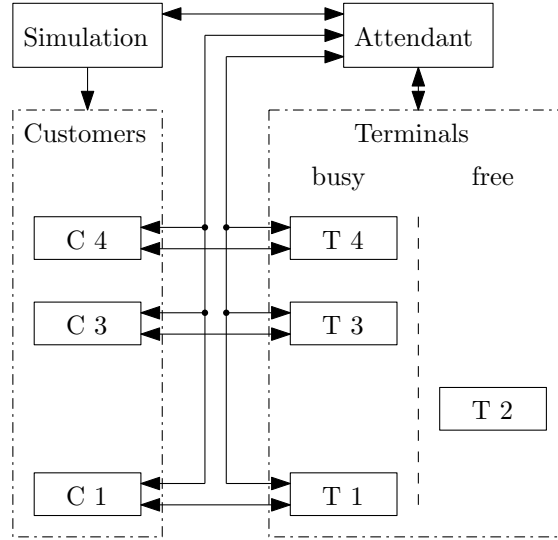 Simulation
Attendant
Customers
Terminals
busy
free
C 4
T 4
C 3
T 3
T 2
C 1
T 1